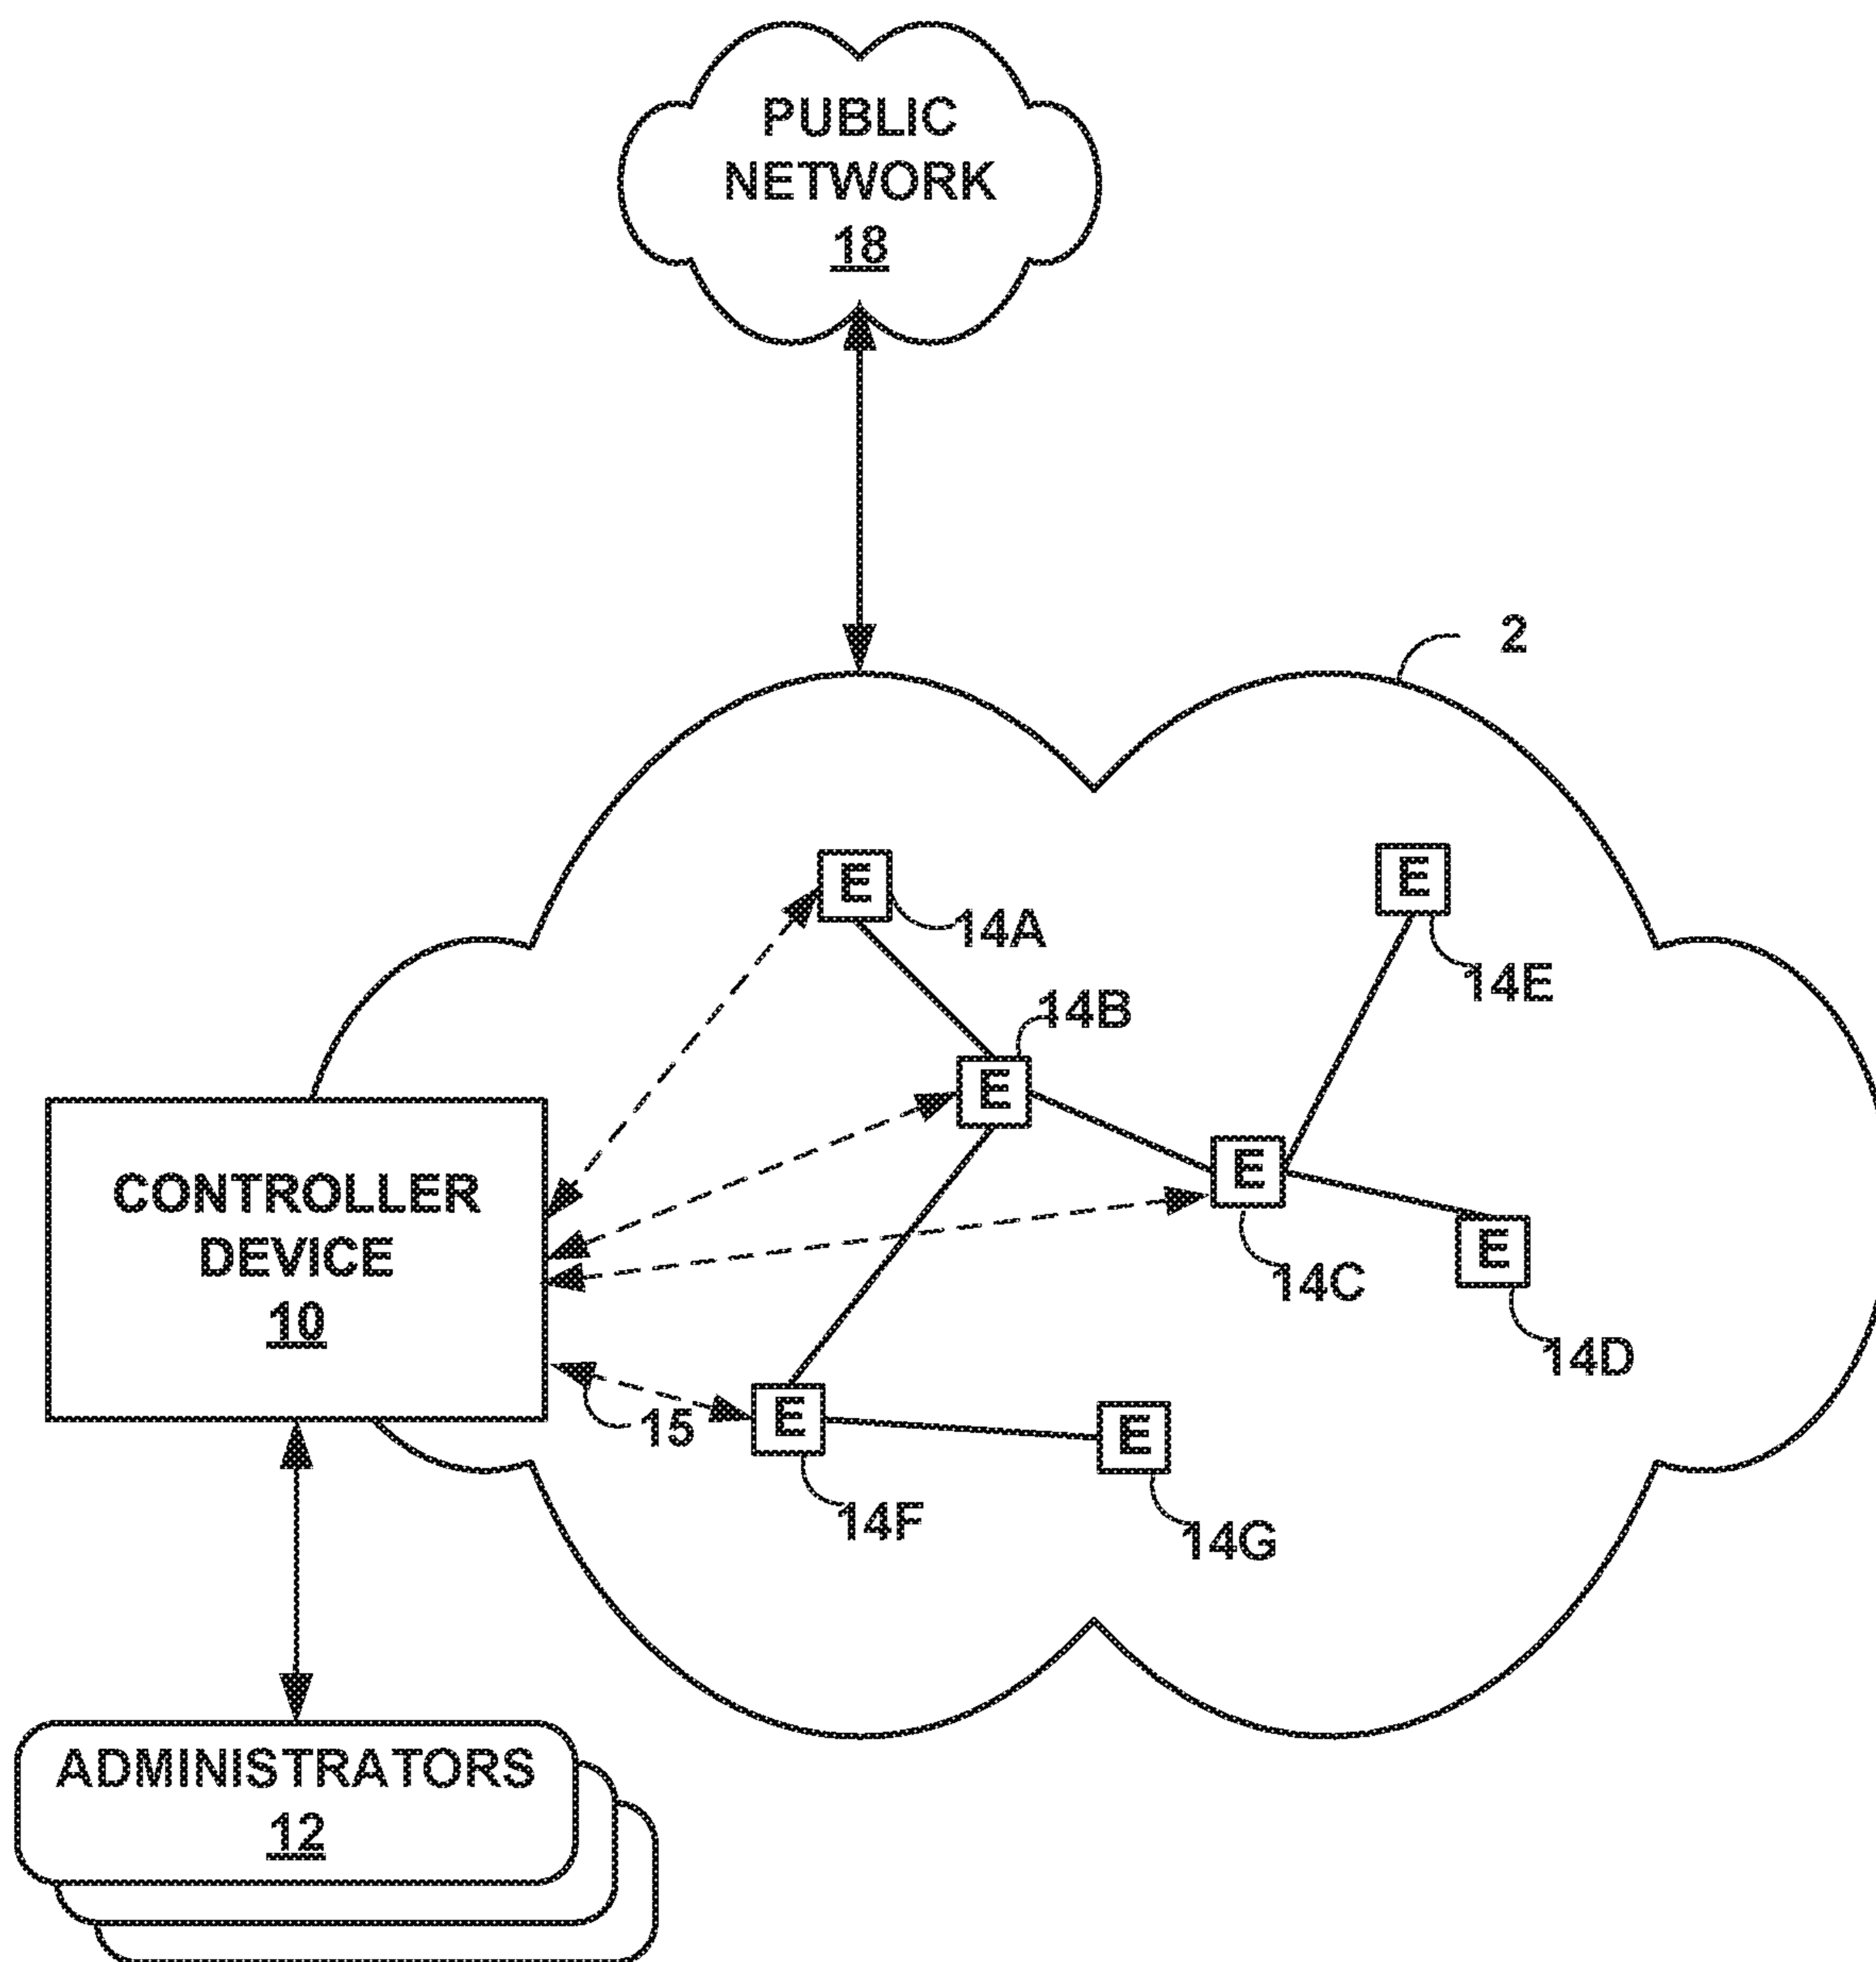 PUBLIC
NETWORK
18
2
E
14A
E
14E
14B
E
E
14C
E
14D
CONTROLLER
DEVICE
10
15
E
14F
E
14G
ADMINISTRATORS
12